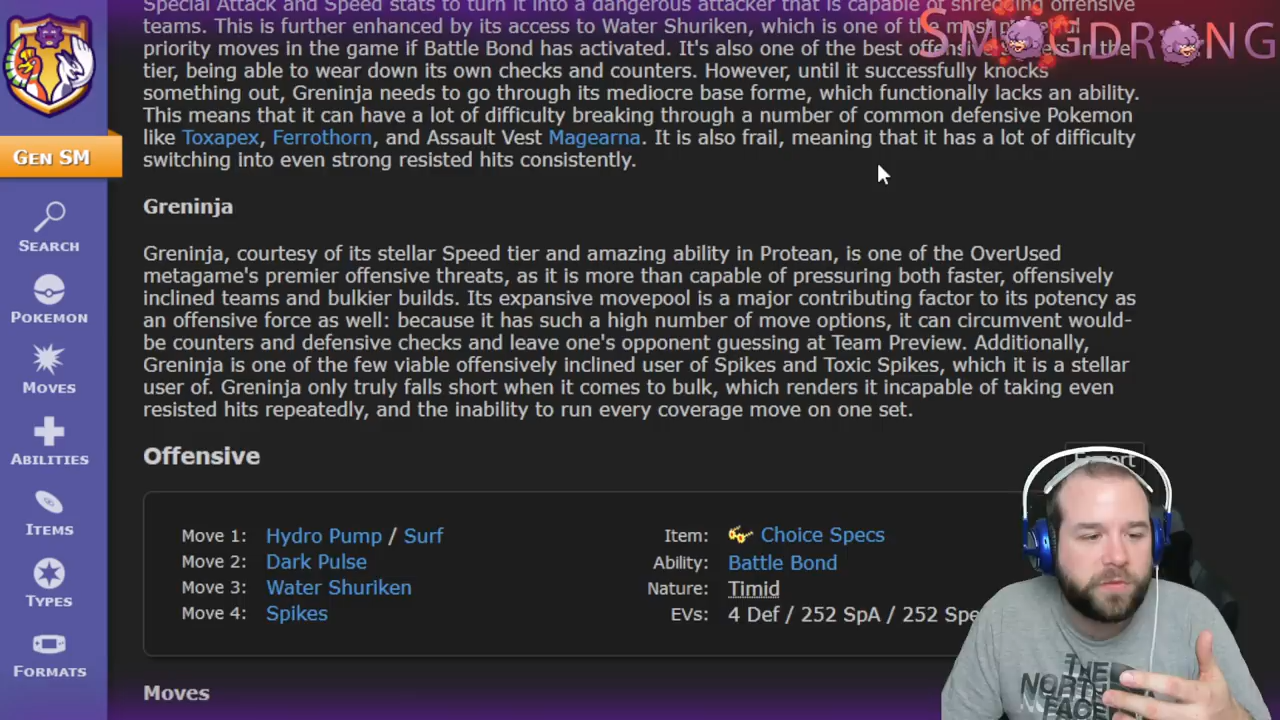 Special Attack and Speed stats to turn it into a dangerous attacker that is capable of shredding offensive
SMOGDRONG
teams. This is further enhanced by its access to Water Shuriken, which is one of the most
priority moves in the game if Battle Bond has activated. It's also one of the best offensive in the
tier, being able to wear down its own checks and counters. However, until it successfully knocks
something out, Greninja needs to go through its mediocre base forme, which functionally lacks an ability.
This means that it can have a lot of difficulty breaking through a number of common defensive Pokemon
like Toxapex, Ferrothorn, and Assault Vest Magearna. It is also frail, meaning that it has a lot of difficulty
switching into even strong resisted hits consistently.
GEN SM
SEARCH
POKEMON
MOVES
ABILITIES
ITEMS
TYPES
FORMATS
Greninja
Greninja, courtesy of its stellar Speed tier and amazing ability in Protean, is one of the OverUsed
metagame's premier offensive threats, as it is more than capable of pressuring both faster, offensively
inclined teams and bulkier builds. Its expansive movepool is a major contributing factor to its potency as
an offensive force as well: because it has such a high number of move options, it can circumvent would-
be counters and defensive checks and leave one's opponent guessing at Team Preview. Additionally,
Greninja is one of the few viable offensively inclined user of Spikes and Toxic Spikes, which it is a stellar
user of. Greninja only truly falls short when it comes to bulk, which renders it incapable of taking even
resisted hits repeatedly, and the inability to run every coverage move on one set.
Offensive
Export
Move 1: Hydro Pump / Surf
Move 2: Dark Pulse
Move 3: Water Shuriken
Move 4: Spikes
Item: Choice Specs
Ability: Battle Bond
Nature: Timid
EVs: 4 Def / 252 SpA / 252 Spe
Moves
THE
NORTH
FACE